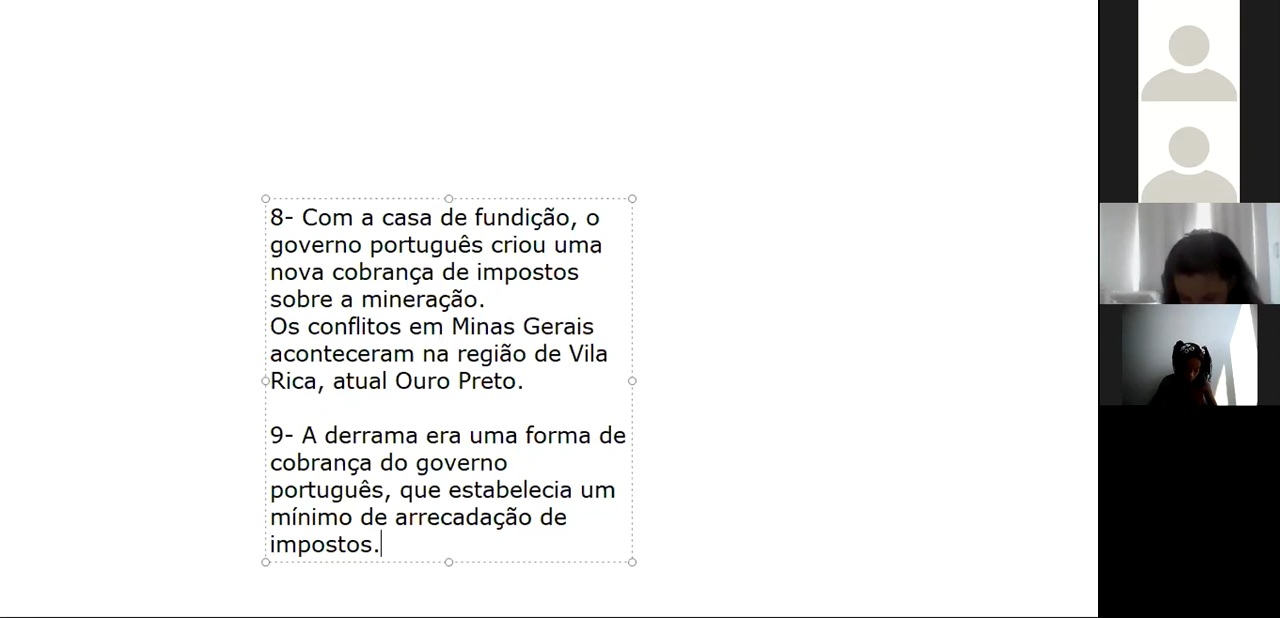 8- Com a casa de fundição, o
governo português criou uma
nova cobrança de impostos
sobre a mineração.
Os conflitos em Minas Gerais
aconteceram na região de Vila
Rica, atual Ouro Preto.
9- A derrama era uma forma de
cobrança do governo
português, que estabelecia um
mínimo de arrecadação de
impostos.